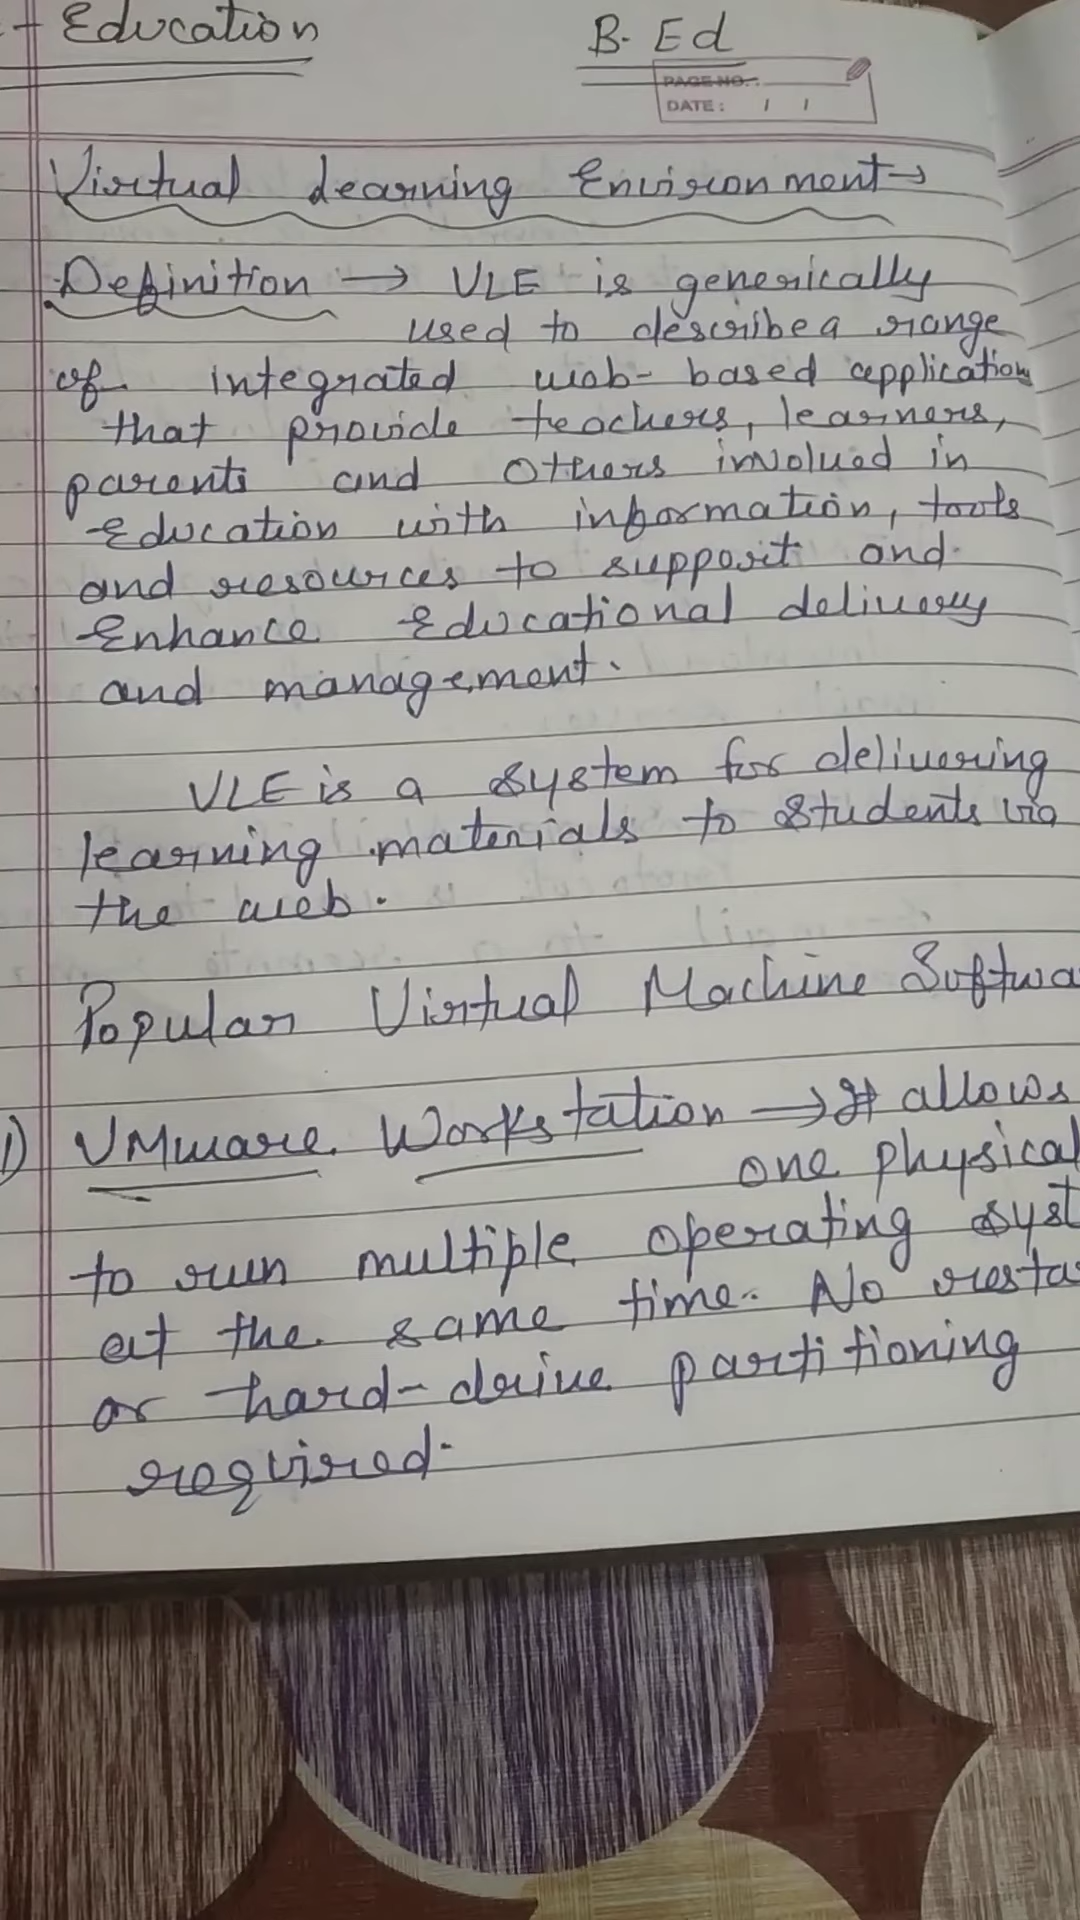 - Education
B. Ed
PAGE NO.:
DATE: / /
Virtual Learning Environment →
Definition → VLE is generically
used to describe a range
of integrated web-based applications
that provide teachers, learners,
parents and others involved in
Education with information, tools
and resources to support and
Enhance Educational delivery
and management.
VLE is a system for delivering
learning materials to students via
the web.
Popular Virtual Machine Softwa
1) VMware Workstation → It allows
one physical
to run multiple operating syst
at the same time. No resta
or hard-drive partitioning
required.